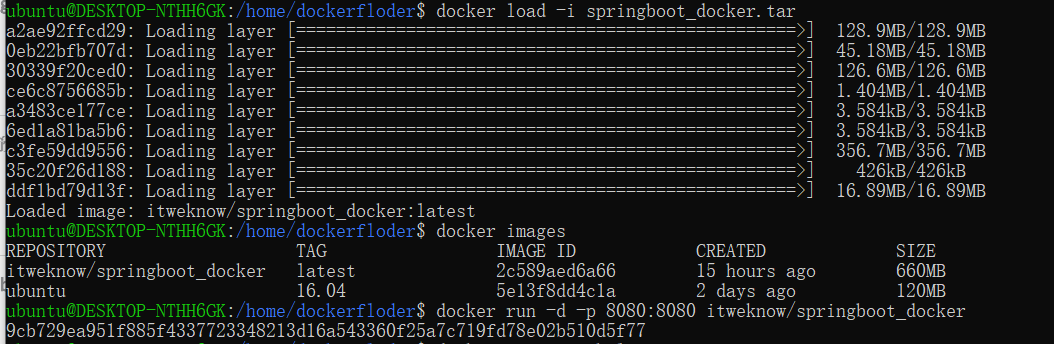 ubuntu@DESKTOP-NTHH6GK:/home/dockerfloder$ docker load -i springboot_docker.tar
a2ae92ffcd29: Loading layer [==================================================>] 128.9MB/128.9MB
0eb22bfb707d: Loading layer [==================================================>] 45.18MB/45.18MB
30339f20ced0: Loading layer [==================================================>] 126.6MB/126.6MB
ce6c8756685b: Loading layer [==================================================>] 1.404MB/1.404MB
a3483ce177ce: Loading layer [==================================================>] 3.584kB/3.584kB
6ed1a81ba5b6: Loading layer [==================================================>] 3.584kB/3.584kB
c3fe59dd9556: Loading layer [==================================================>] 356.7MB/356.7MB
35c20f26d188: Loading layer [==================================================>] 426kB/426kB
ddf1bd79d13f: Loading layer [==================================================>] 16.89MB/16.89MB
Loaded image: itweknow/springboot_docker:latest
ubuntu@DESKTOP-NTHH6GK:/home/dockerfloder$ docker images
REPOSITORY TAG IMAGE ID CREATED SIZE
itweknow/springboot_docker latest 2c589aed6a66 15 hours ago 660MB
ubuntu 16.04 5e13f8dd4c1a 2 days ago 120MB
ubuntu@DESKTOP-NTHH6GK:/home/dockerfloder$ docker run -d -p 8080:8080 itweknow/springboot_docker
9cb729ea951f885f4337723348213d16a543360f25a7c719fd78e02b510d5f77